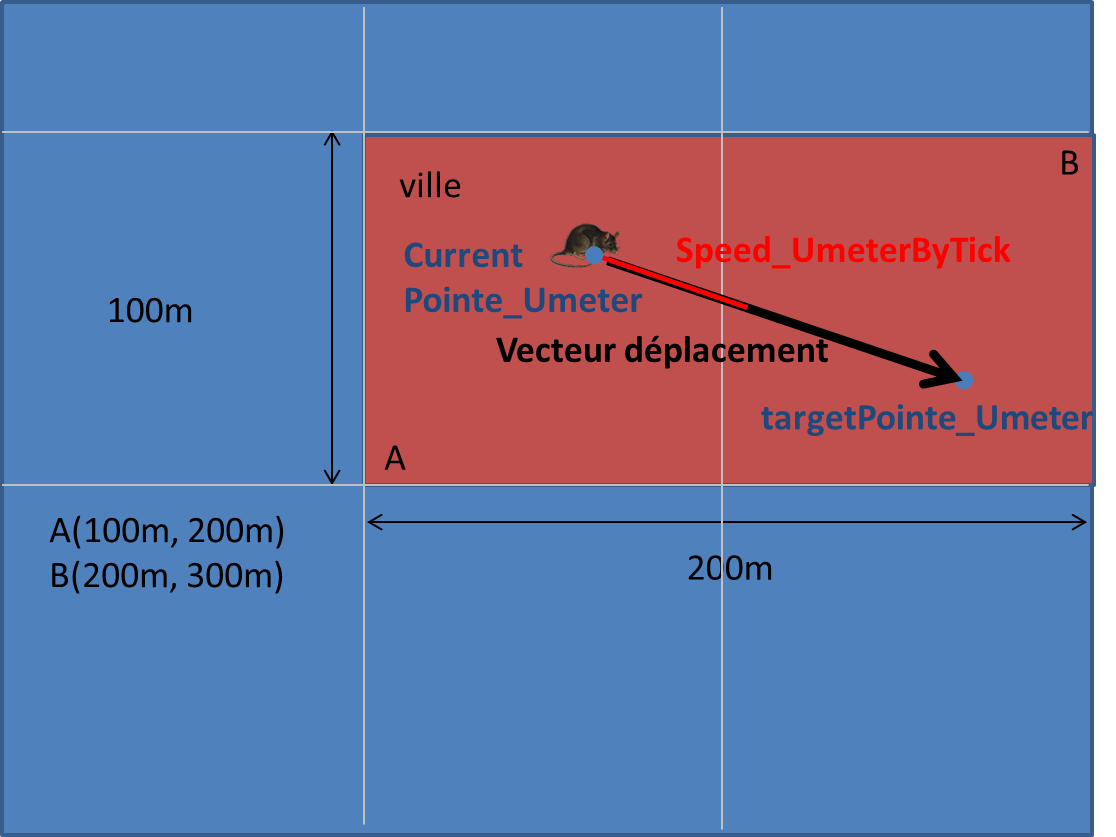 B
ville
Current
Pointe_Umeter
Speed_UmeterByTick
100m
Vecteur déplacement
targetPointe_Umeter
A
A(100m, 200m)
B(200m, 300m)
200m